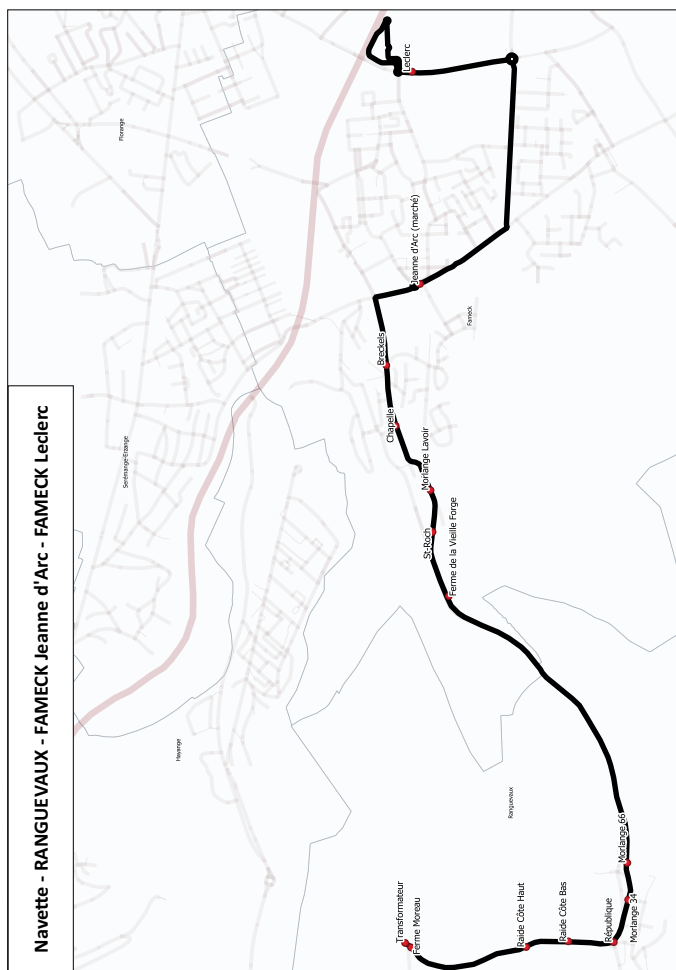 Navette - RANGUEVAUX - FAMECK Jeanne d'Arc - FAMECK Leclerc
Transformateur
Ferme Moreau
Raide Côte Haut
Raide Côte Bas
République
Morlange 34
Morlange 66
Ranguevaux
Hayange
Ferme de la Vieille Forge
St-Roch
Morlange Lavoir
Chapelle
Breckels
Serémange-Erzange
Fameck
Jeanne d'Arc (marché)
Leclerc
Florange